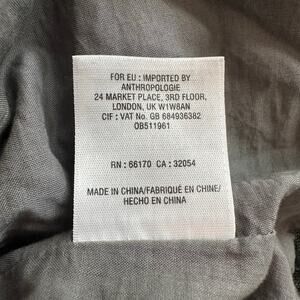 FOR EU : IMPORTED BY
ANTHROPOLOGIE
24 MARKET PLACE, 3RD FLOOR,
LONDON, UK W1W8AN
CIF : VAT No. GB 684936382
OB511961
RN : 66170 CA : 32054
MADE IN CHINA/FABRIQUÉ EN CHINE/
HECHO EN CHINA